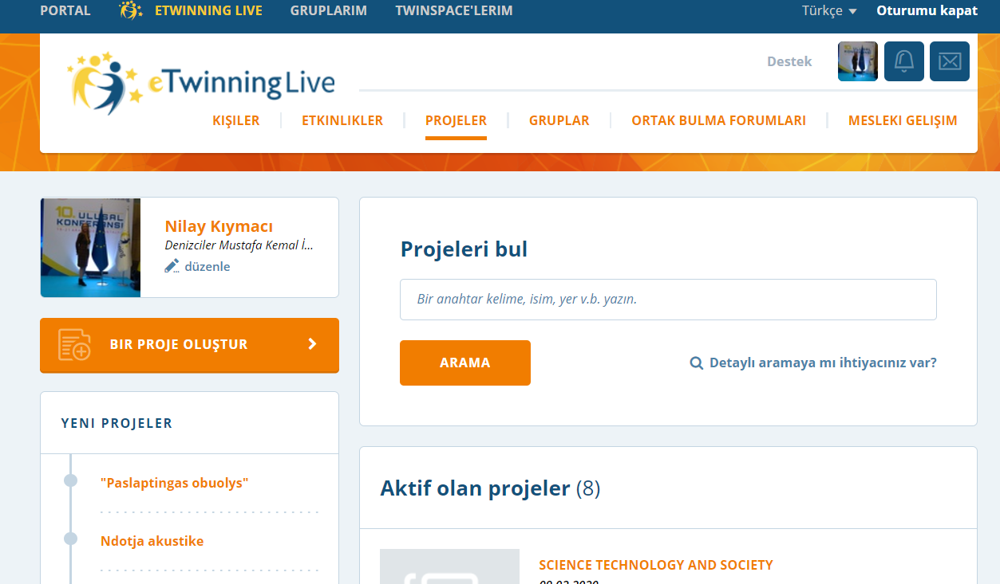 PORTAL ETWINNING LIVE GRUPLARIM TWINSPACE'LERIM Türkçe Oturumu kapat
Destek
eTwinning Live
KIŞILER ETKINLIKLER PROJELER GRUPLAR ORTAK BULMA FORUMLARI MESLEKI GELIŞIM
10. ULUSAL
KONFERANSI
Nilay Kıymacı
Denizciler Mustafa Kemal İ...
düzenle
BIR PROJE OLUŞTUR
YENI PROJELER
"Paslaptingas obuolys"
Ndotja akustike
Projeleri bul
Bir anahtar kelime, isim, yer v.b. yazın.
ARAMA Detaylı aramaya mı ihtiyacınız var?
Aktif olan projeler (8)
SCIENCE TECHNOLOGY AND SOCIETY